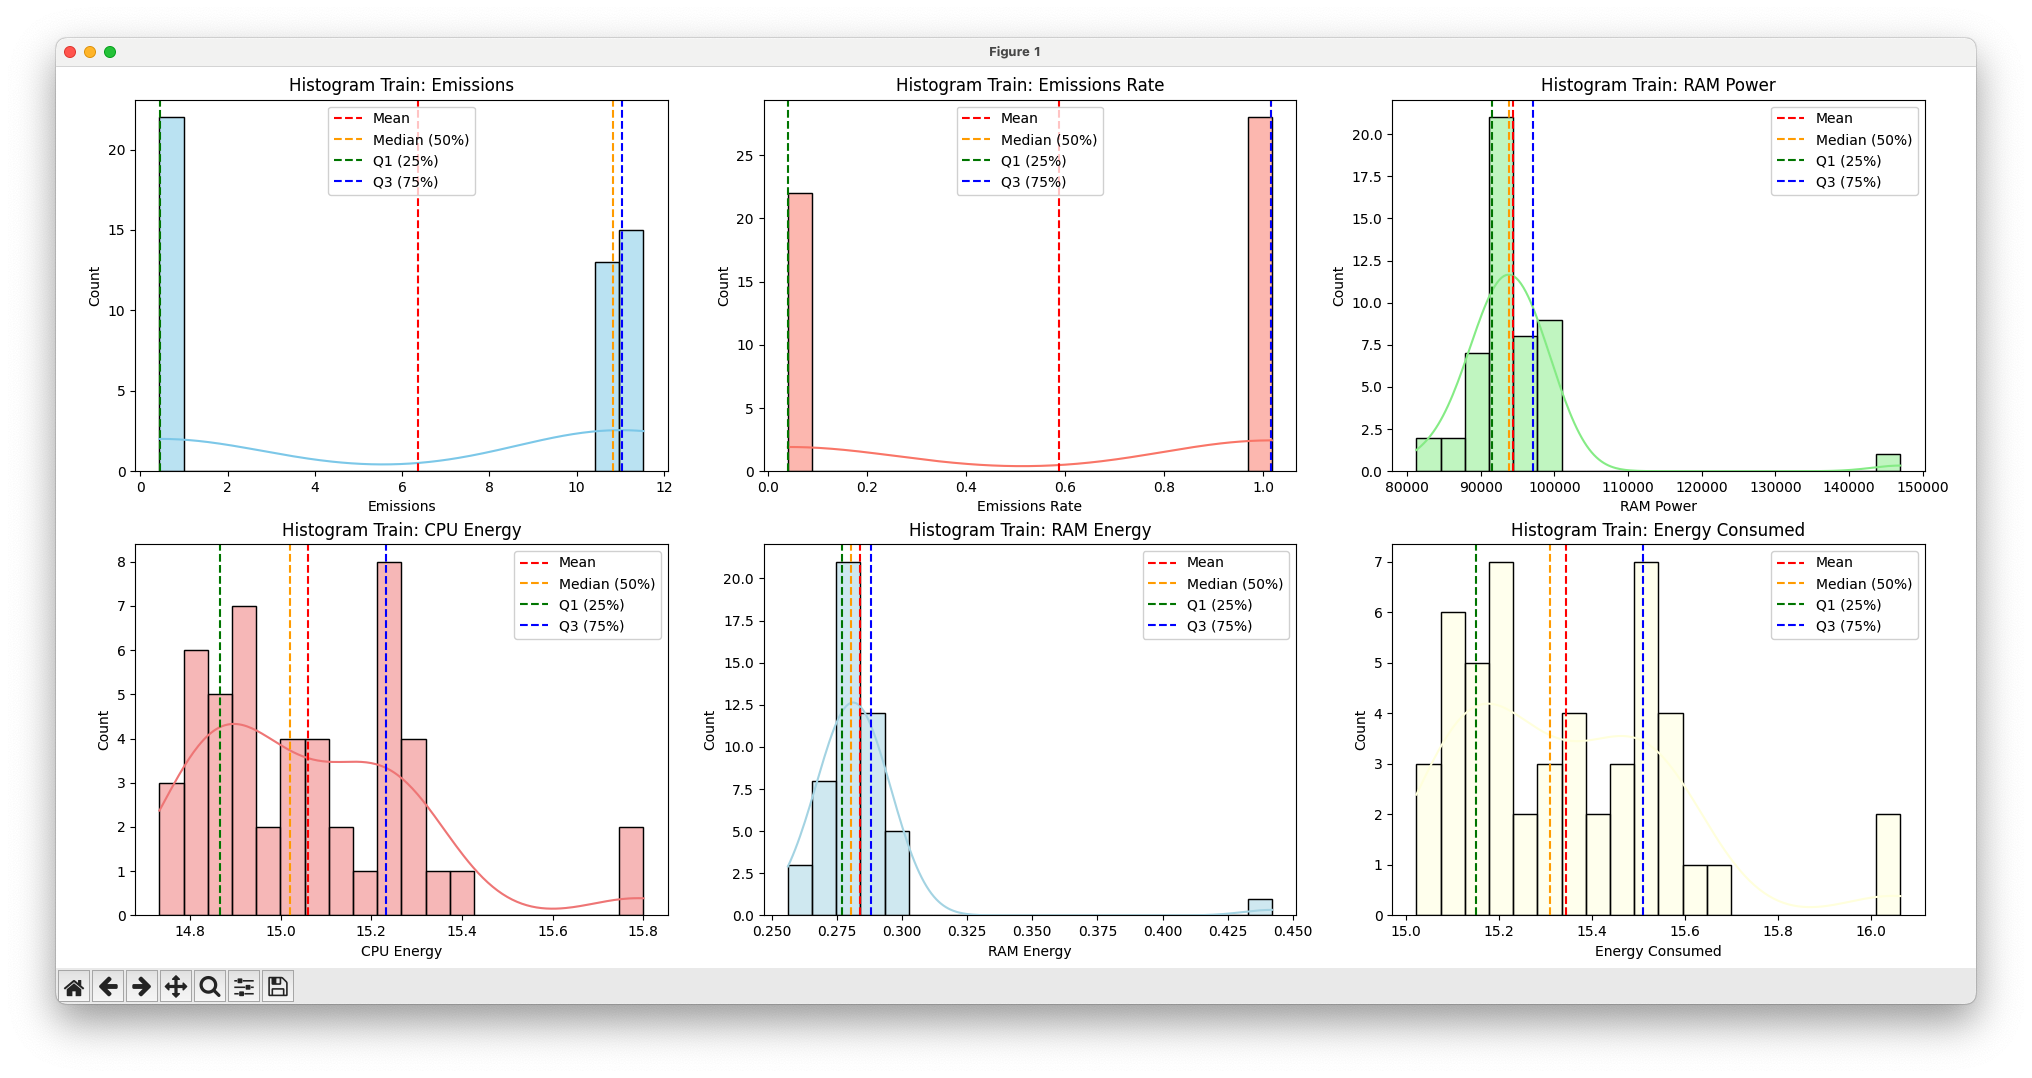 Figure 1
Histogram Train: Emissions
Mean
Median (50%)
Q1 (25%)
Q3 (75%)
Count
20
15
10
5
0
0 2 4 6 8 10 12
Emissions
Histogram Train: Emissions Rate
Mean
Median (50%)
Q1 (25%)
Q3 (75%)
Count
25
20
15
10
5
0
0.0 0.2 0.4 0.6 0.8 1.0
Emissions Rate
Histogram Train: RAM Power
Mean
Median (50%)
Q1 (25%)
Q3 (75%)
Count
20.0
17.5
15.0
12.5
10.0
7.5
5.0
2.5
0.0
80000 90000 100000 110000 120000 130000 140000 150000
RAM Power
Histogram Train: CPU Energy
Mean
Median (50%)
Q1 (25%)
Q3 (75%)
Count
8
7
6
5
4
3
2
1
0
14.8 15.0 15.2 15.4 15.6 15.8
CPU Energy
Histogram Train: RAM Energy
Mean
Median (50%)
Q1 (25%)
Q3 (75%)
Count
20.0
17.5
15.0
12.5
10.0
7.5
5.0
2.5
0.0
0.250 0.275 0.300 0.325 0.350 0.375 0.400 0.425 0.450
RAM Energy
Histogram Train: Energy Consumed
Mean
Median (50%)
Q1 (25%)
Q3 (75%)
Count
7
6
5
4
3
2
1
0
15.0 15.2 15.4 15.6 15.8 16.0
Energy Consumed